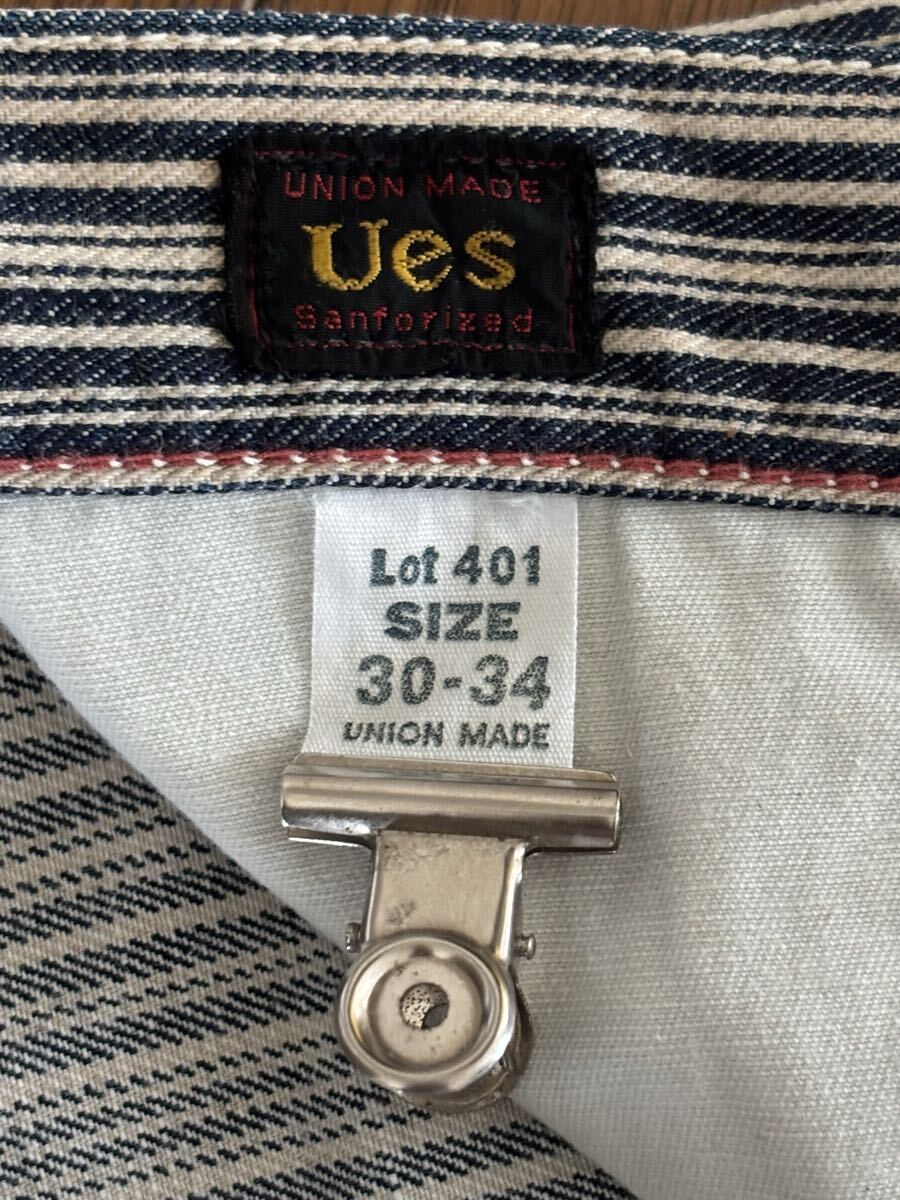 UNION MADE
Ues
Sanforized
Lot 401
SIZE
30-34
UNION MADE